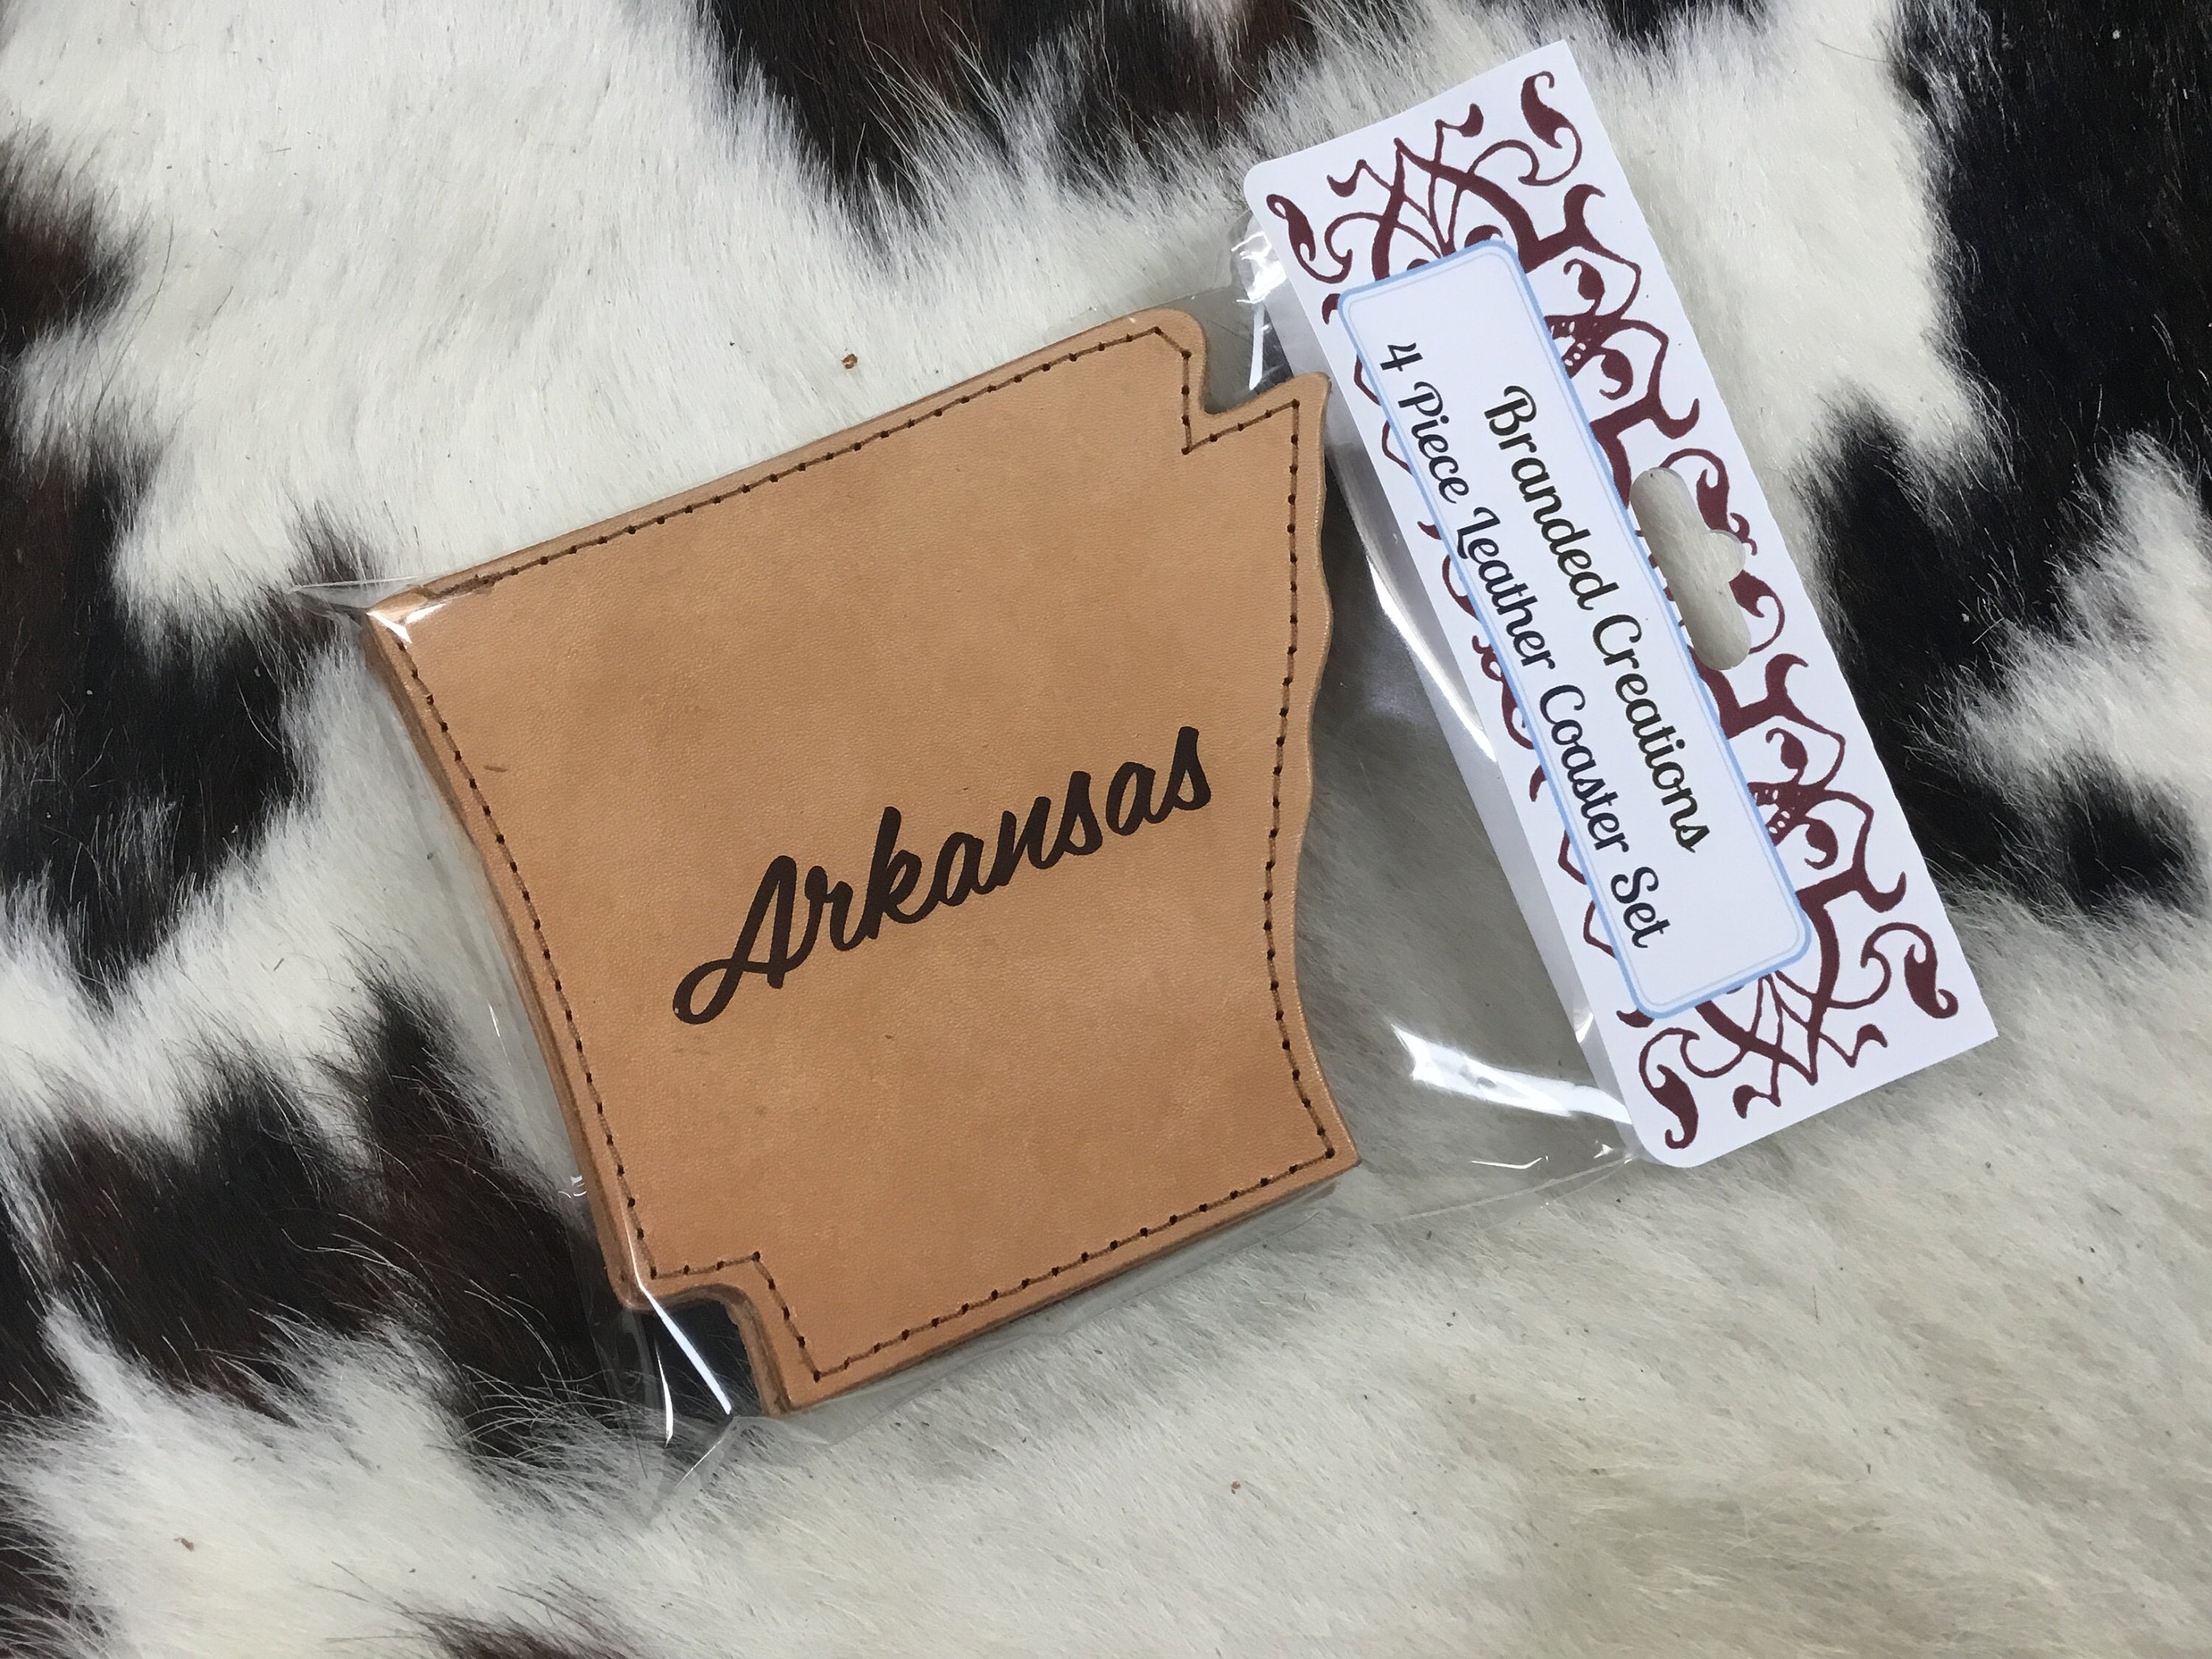 Arkansas
Branded Creations
4 Piece Leather Coaster Set